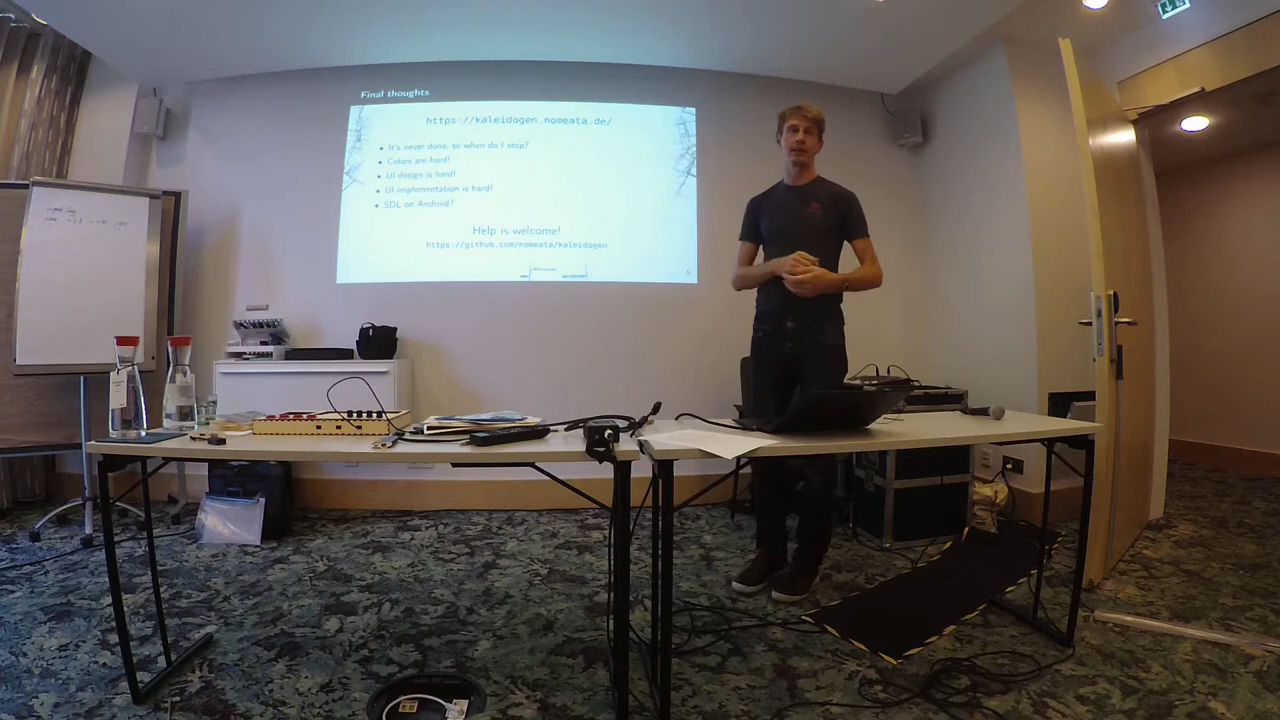 Final thoughts
https://kaleidogen.nomeata.de/
• It's never done, so when do I stop?
• Colors are hard!
• UI design is hard!
• UI implementation is hard!
• SDL on Android?
Help is welcome!
https://github.com/nomeata/kaleidogen
6